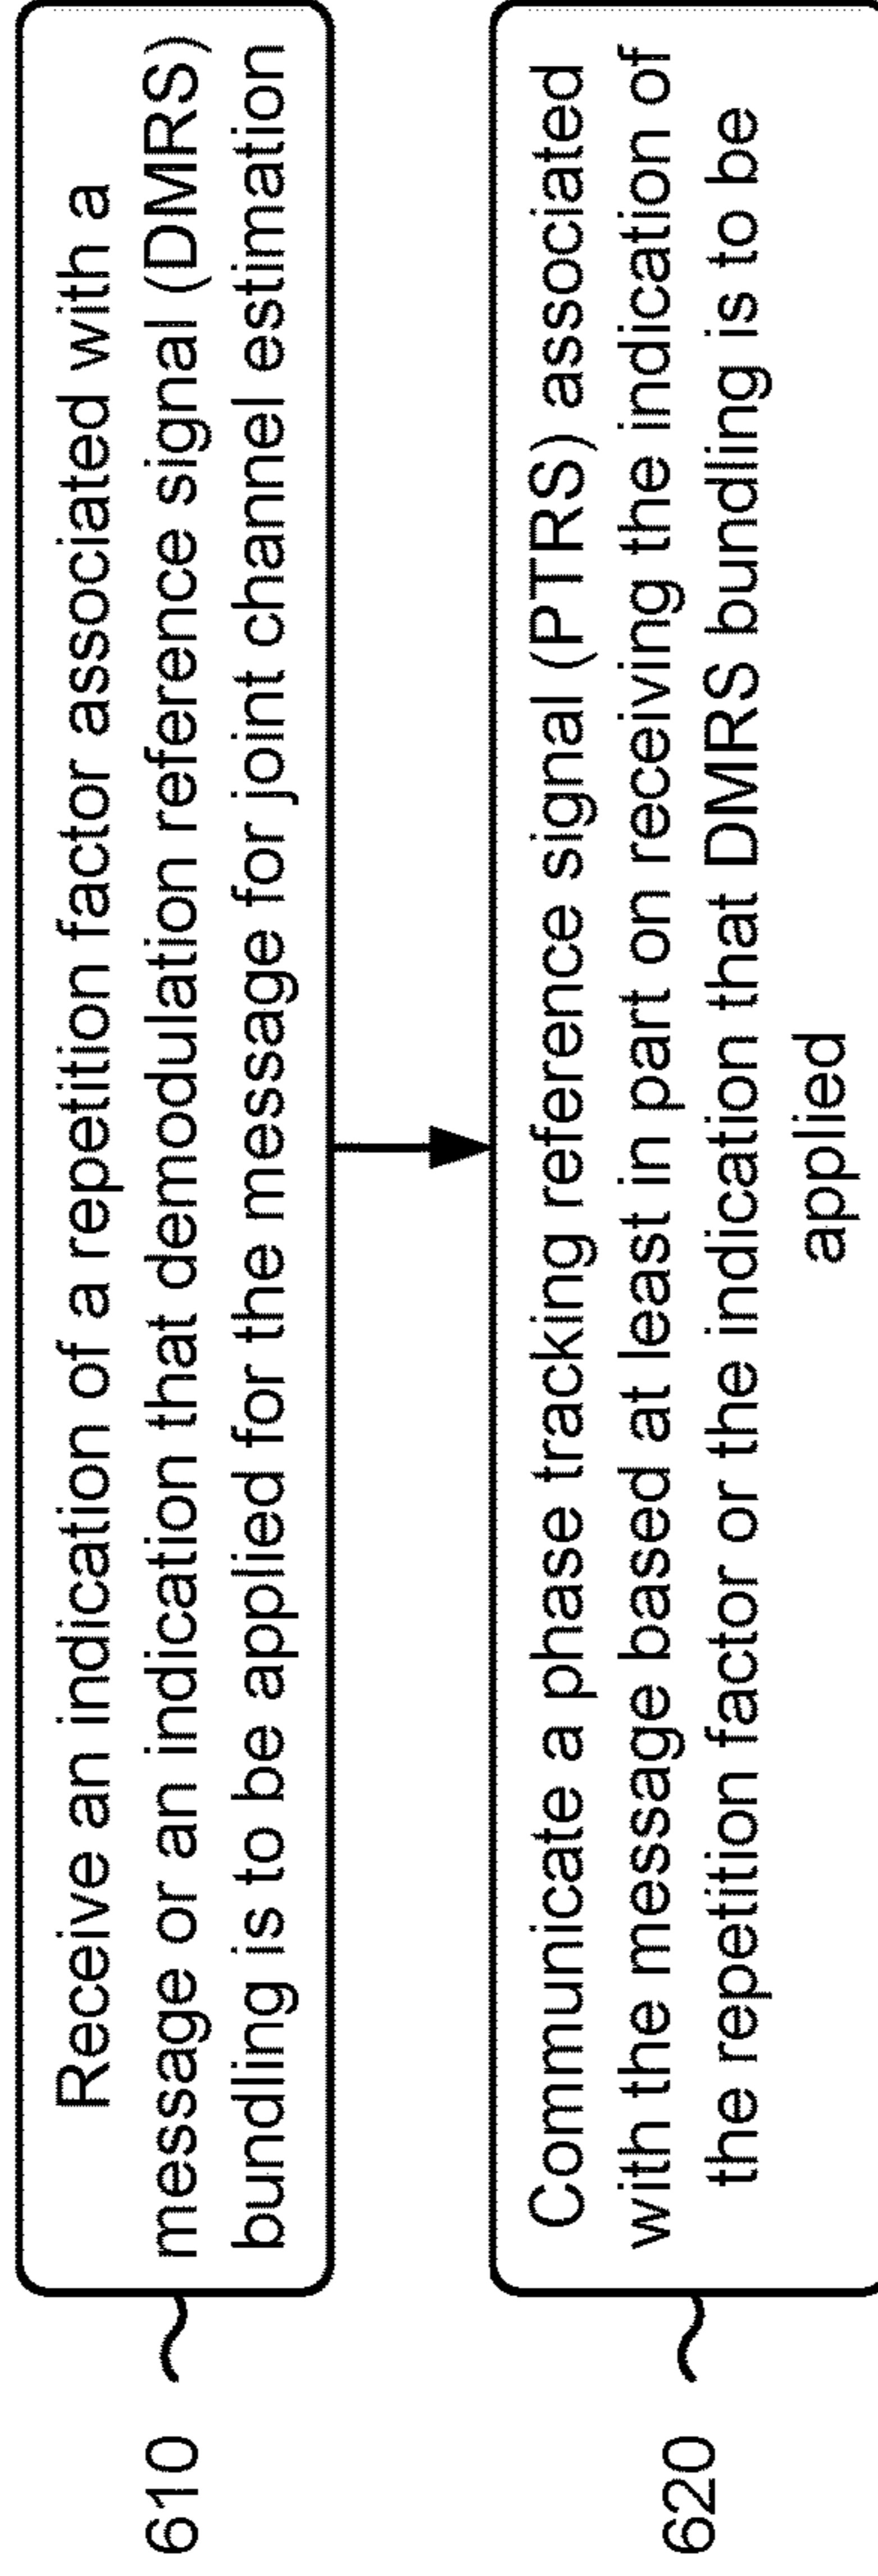 610
Receive an indication of a repetition factor associated with a
message or an indication that demodulation reference signal (DMRS)
bundling is to be applied for the message for joint channel estimation
620
Communicate a phase tracking reference signal (PTRS) associated
with the message based at least in part on receiving the indication of
the repetition factor or the indication that DMRS bundling is to be
applied